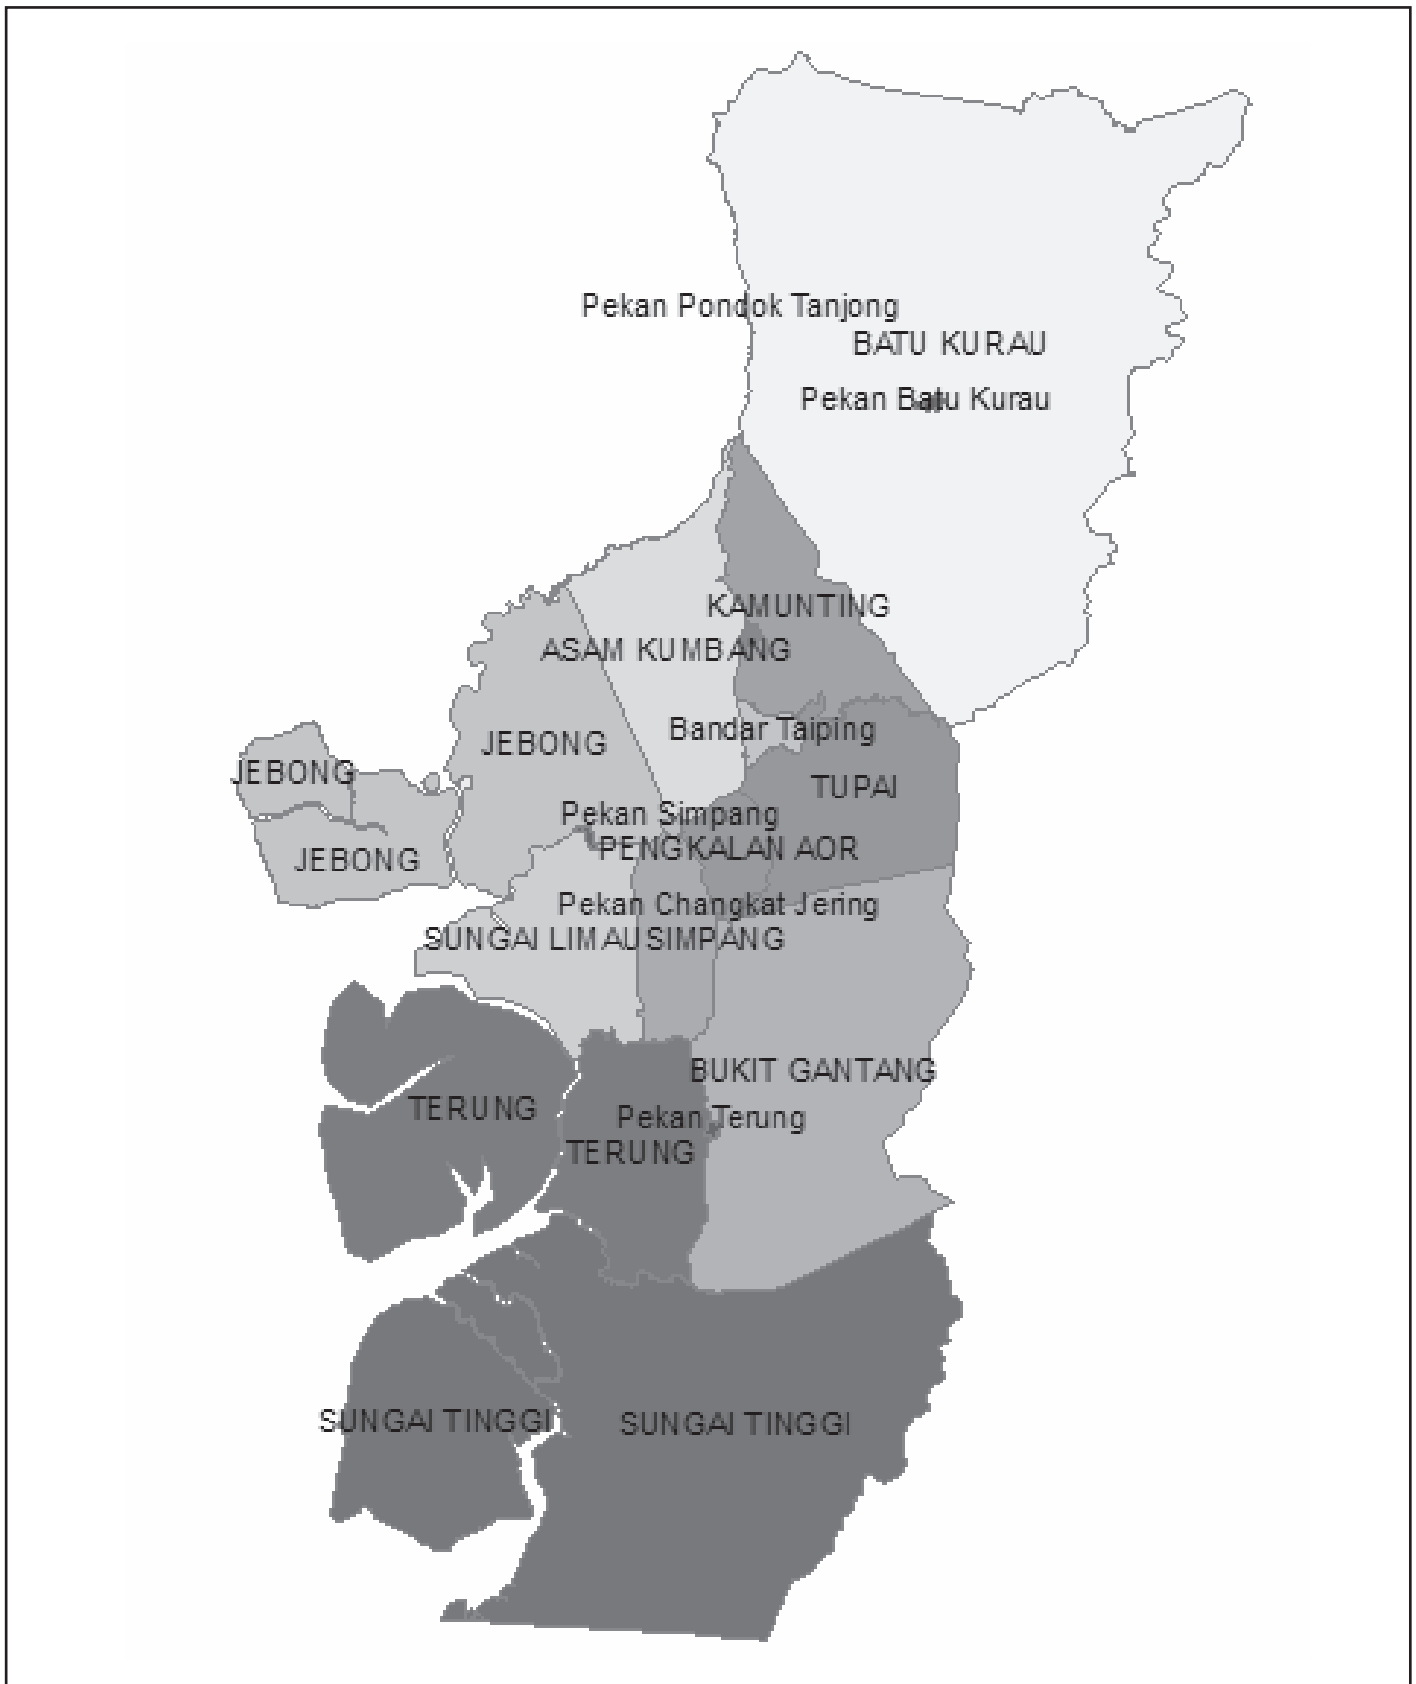 Pekan Pondok Tanjong
BATU KURAU
Pekan Batu Kurau
KAMUNTING
ASAM KUMBANG
Bandar Taiping
JEBONG
JEBONG
TUPAI
Pekan Simpang
PENGKALAN AOR
JEBONG
Pekan Changkat Jering
SUNGAI LIMAU SIMPANG
BUKIT GANTANG
TERUNG
Pekan Terung
TERUNG
SUNGAI TINGGI
SUNGAI TINGGI